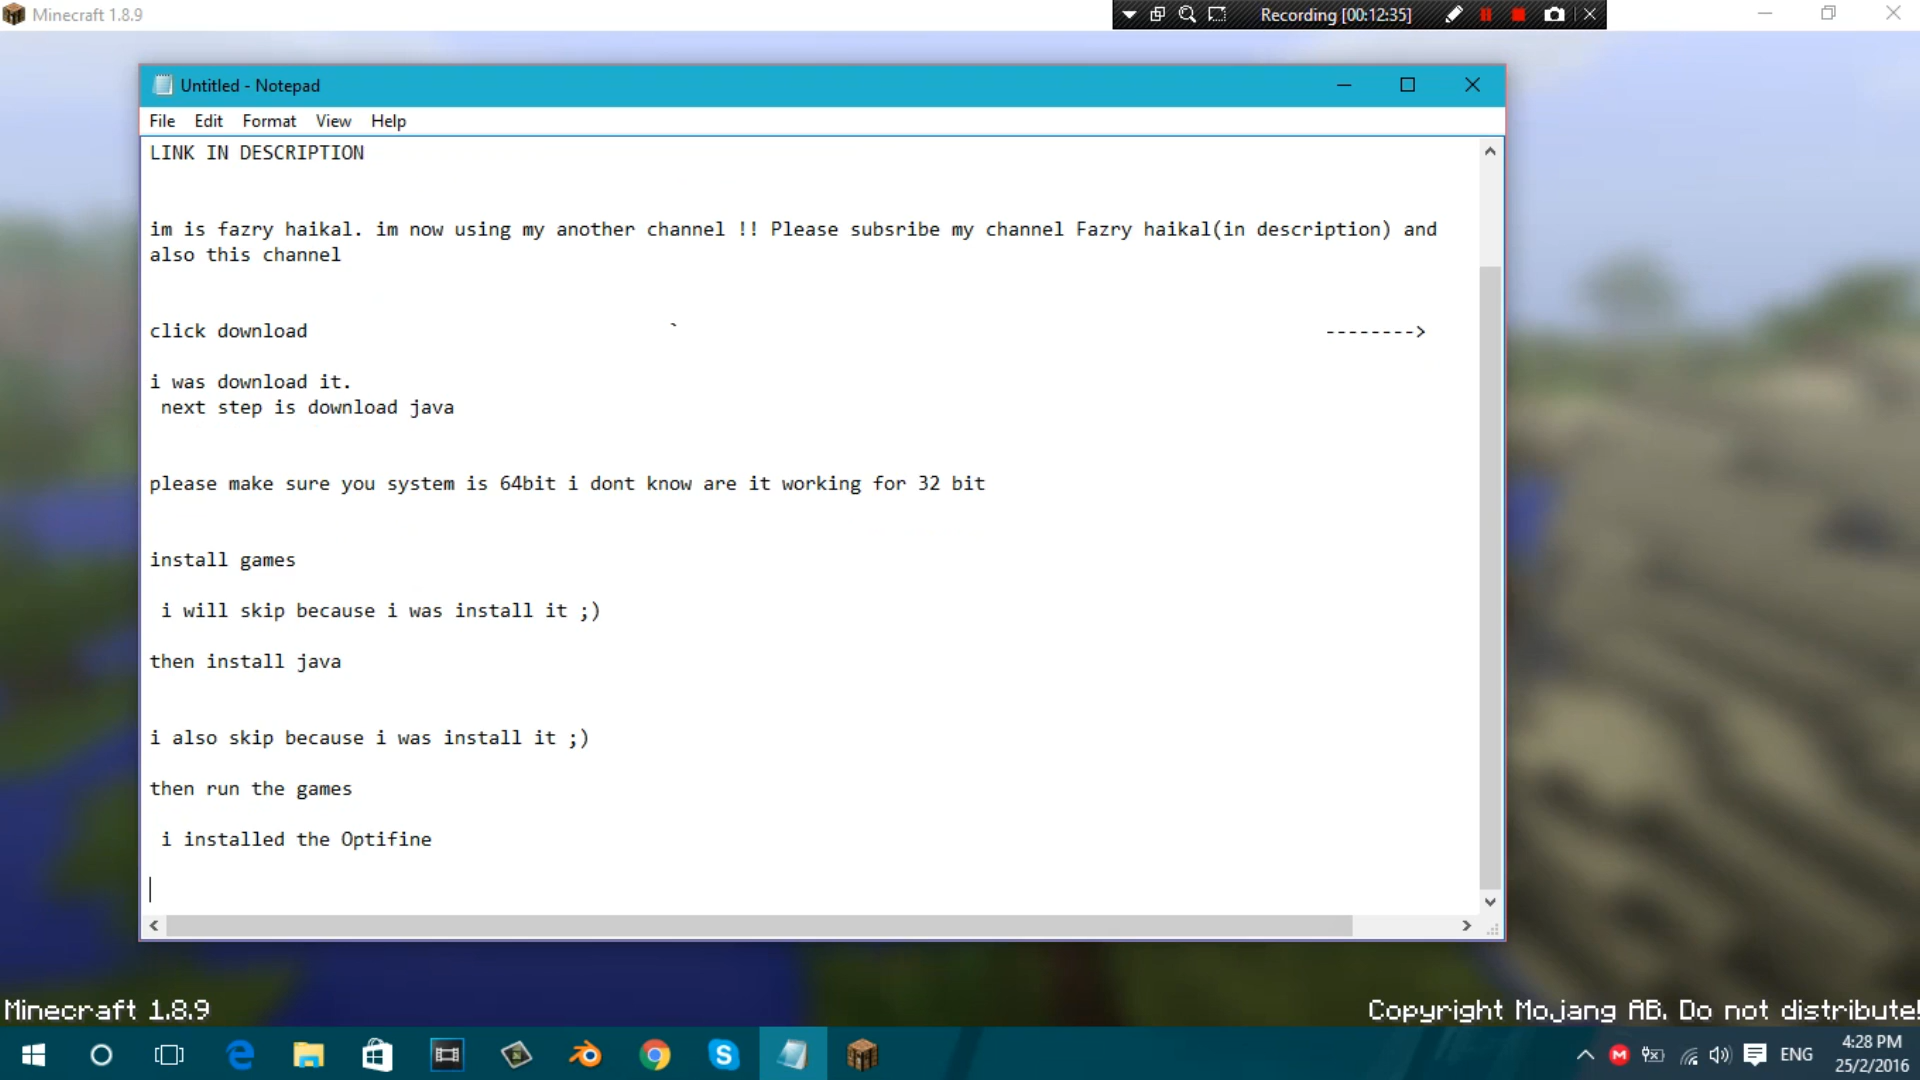 Minecraft 1.8.9
Recording [00:12:35]
Untitled - Notepad
File Edit Format View Help
LINK IN DESCRIPTION
im is fazry haikal. im now using my another channel !! Please subsribe my channel Fazry haikal(in description) and
also this channel
click download ` -------->
i was download it.
next step is download java
please make sure you system is 64bit i dont know are it working for 32 bit
install games
i will skip because i was install it ;)
then install java
i also skip because i was install it ;)
then run the games
i installed the Optifine
Minecraft 1.8.9
Copyright Mojang AB. Do not distribute!
ENG
4:28 PM
25/2/2016